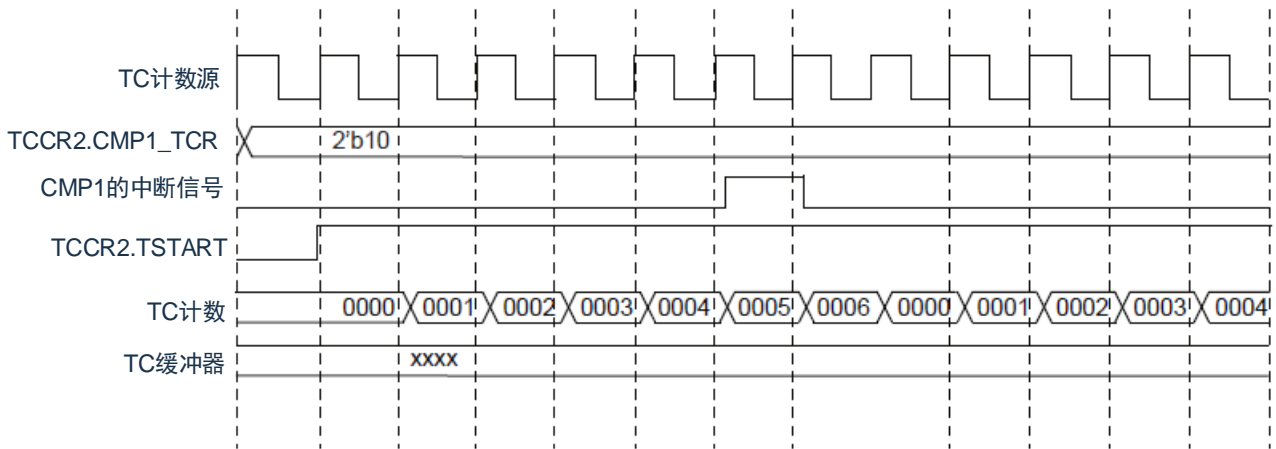 TC计数源
TCCR2.CMP1_TCR 2'b10
CMP1的中断信号
TCCR2.TSTART
TC计数 0000 0001 0002 0003 0004 0005 0006 0000 0001 0002 0003 0004
TC缓冲器 xxxx